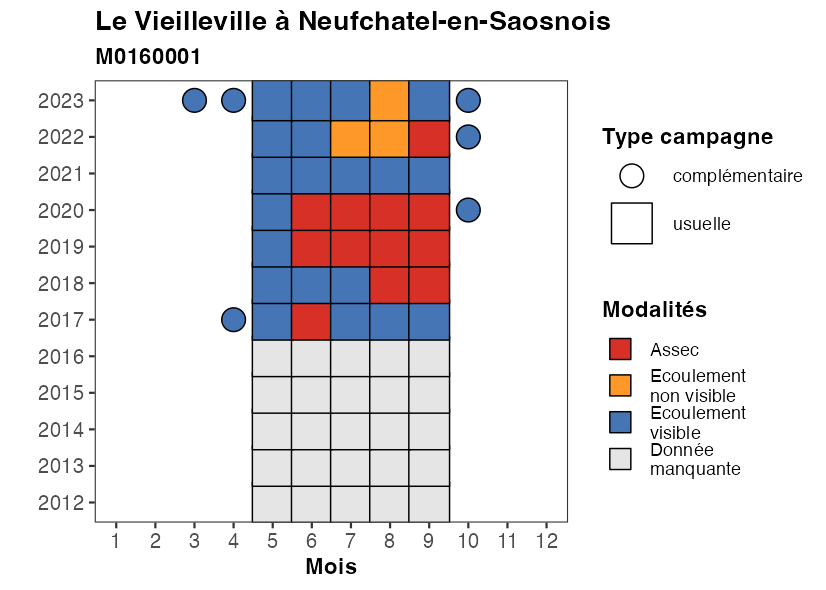 Le Vieilleville à Neufchatel-en-Saosnois
M0160001
2023
2022
2021
2020
2019
2018
2017
2016
2015
2014
2013
2012
1 2 3 4 5 6 7 8 9 10 11 12
Mois
Type campagne
complémentaire
usuelle
Modalités
Assec
Ecoulement
non visible
Ecoulement
visible
Donnée
manquante